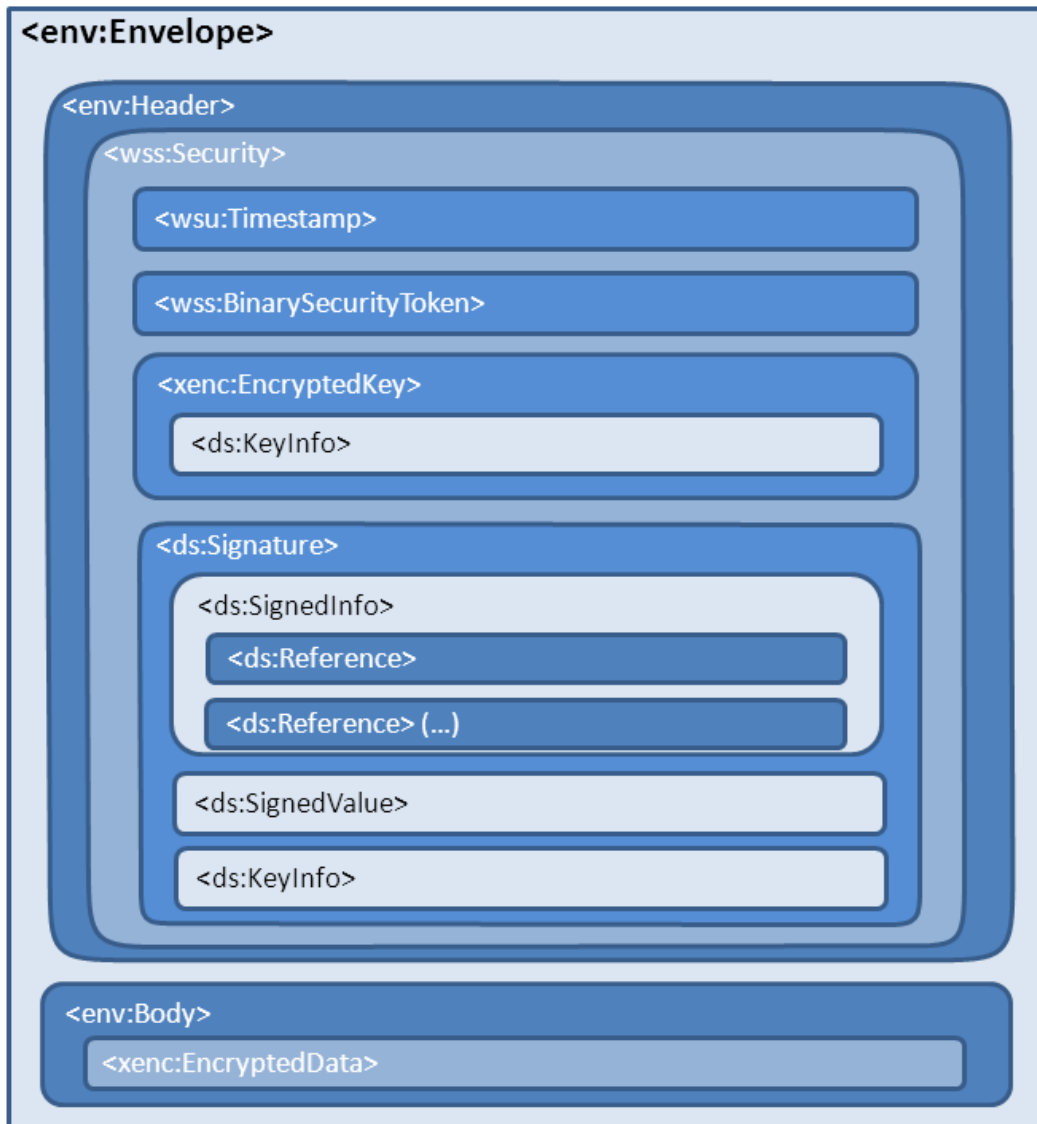 <env:Envelope>
<env:Header>
<wss:Security>
<wsu:Timestamp>
<wss:BinarySecurityToken>
<xenc:EncryptedKey>
<ds:KeyInfo>
<ds:Signature>
<ds:SignedInfo>
<ds:Reference>
<ds:Reference> (...)
<ds:SignedValue>
<ds:KeyInfo>
<env:Body>
<xenc:EncryptedData>